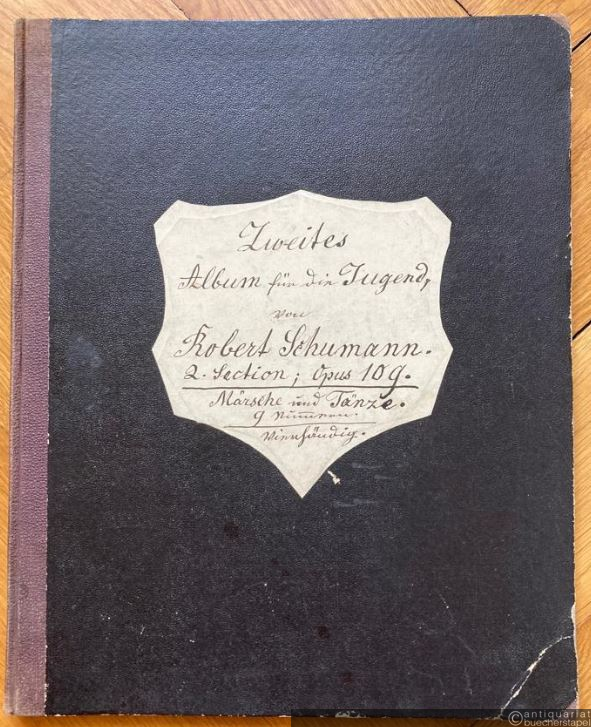 Zweites
Album für die Jugend,
von
Robert Schumann.
2. Section; Opus 109.
Märsche und Tänze.
9 Nummern.
Vierhändig.
©antiquariat
buecherstapel